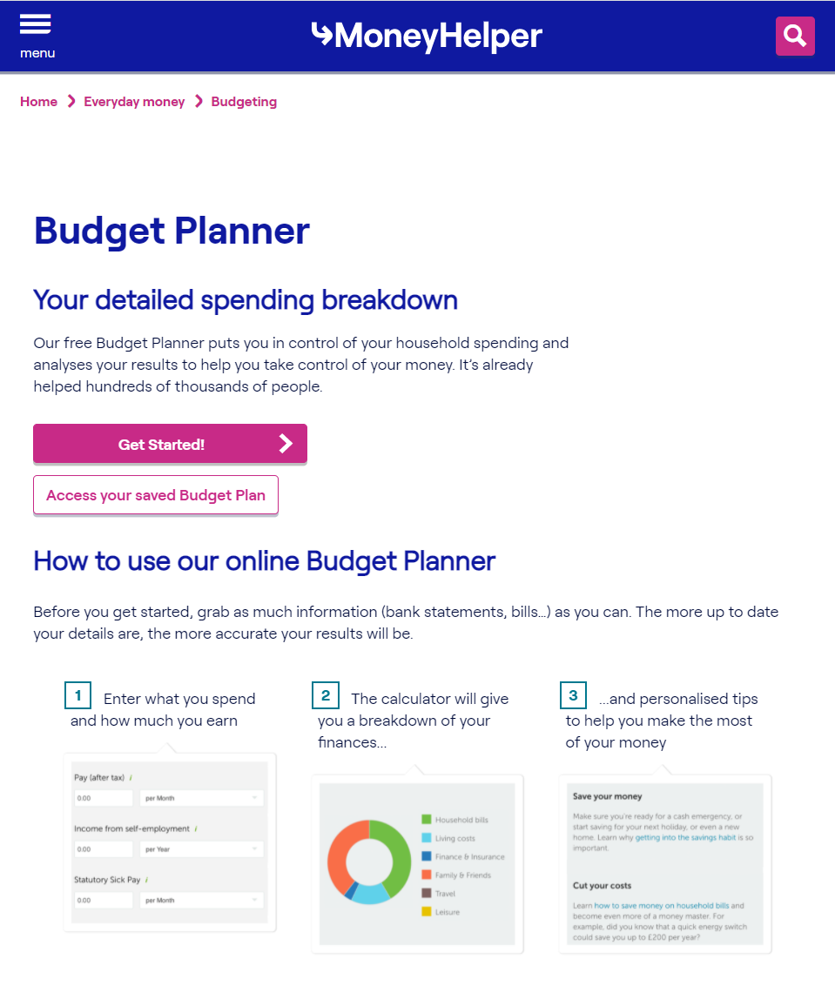 menu
MoneyHelper
Home
Everyday money
Budgeting
Budget Planner
Your detailed spending breakdown
Our free Budget Planner puts you in control of your household spending and
analyses your results to help you take control of your money. It's already
helped hundreds of thousands of people.
Get Started!
Access your saved Budget Plan
How to use our online Budget Planner
Before you get started, grab as much information (bank statements, bills...) as you can. The more up to date
your details are, the more accurate your results will be.
1 Enter what you spend
and how much you earn
Pay (after tax) i
0.00 per Month
Income from self-employment i
0.00 per Year
Statutory Sick Pay i
0.00 per Month
2 The calculator will give
you a breakdown of your
finances...
Household bills
Living costs
Finance & Insurance
Family & Friends
Travel
Leisure
3 ...and personalised tips
to help you make the most
of your money
Save your money
Make sure you're ready for a cash emergency, or
start saving for your next holiday, or even a new
home. Learn why getting into the savings habit is so
important.
Cut your costs
Learn how to save money on household bills and
become even more of a money master. For
example, did you know that a quick energy switch
could save you up to £200 per year?